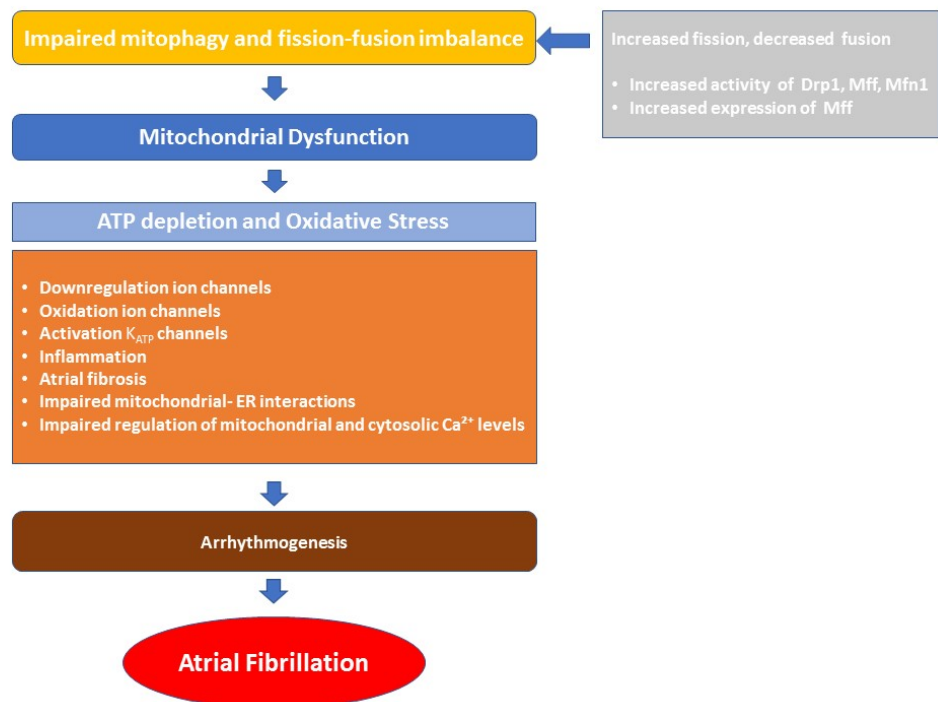 Impaired mitophagy and fission-fusion imbalance
Increased fission, decreased fusion
• Increased activity of Drp1, Mff, Mfn1
• Increased expression of Mff
Mitochondrial Dysfunction
ATP depletion and Oxidative Stress
• Downregulation ion channels
• Oxidation ion channels
• Activation K_ATP channels
• Inflammation
• Atrial fibrosis
• Impaired mitochondrial- ER interactions
• Impaired regulation of mitochondrial and cytosolic Ca²⁺ levels
Arrhythmogenesis
Atrial Fibrillation